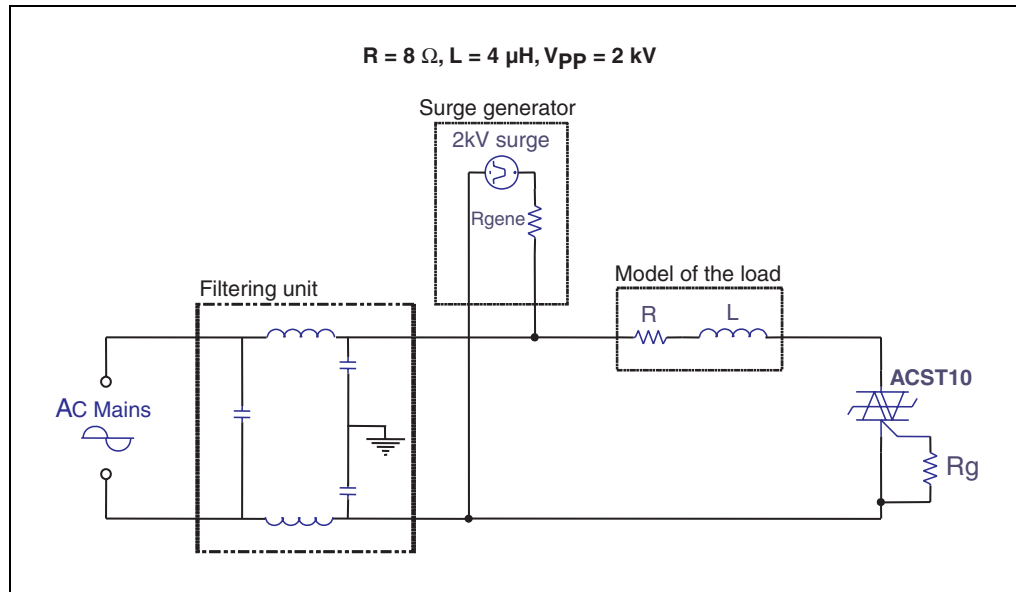 R = 8 Ω, L = 4 µH, VPP = 2 kV
Surge generator
2kV surge
Rgene
Model of the load
Filtering unit
R
L
ACST10
AC Mains
Rg